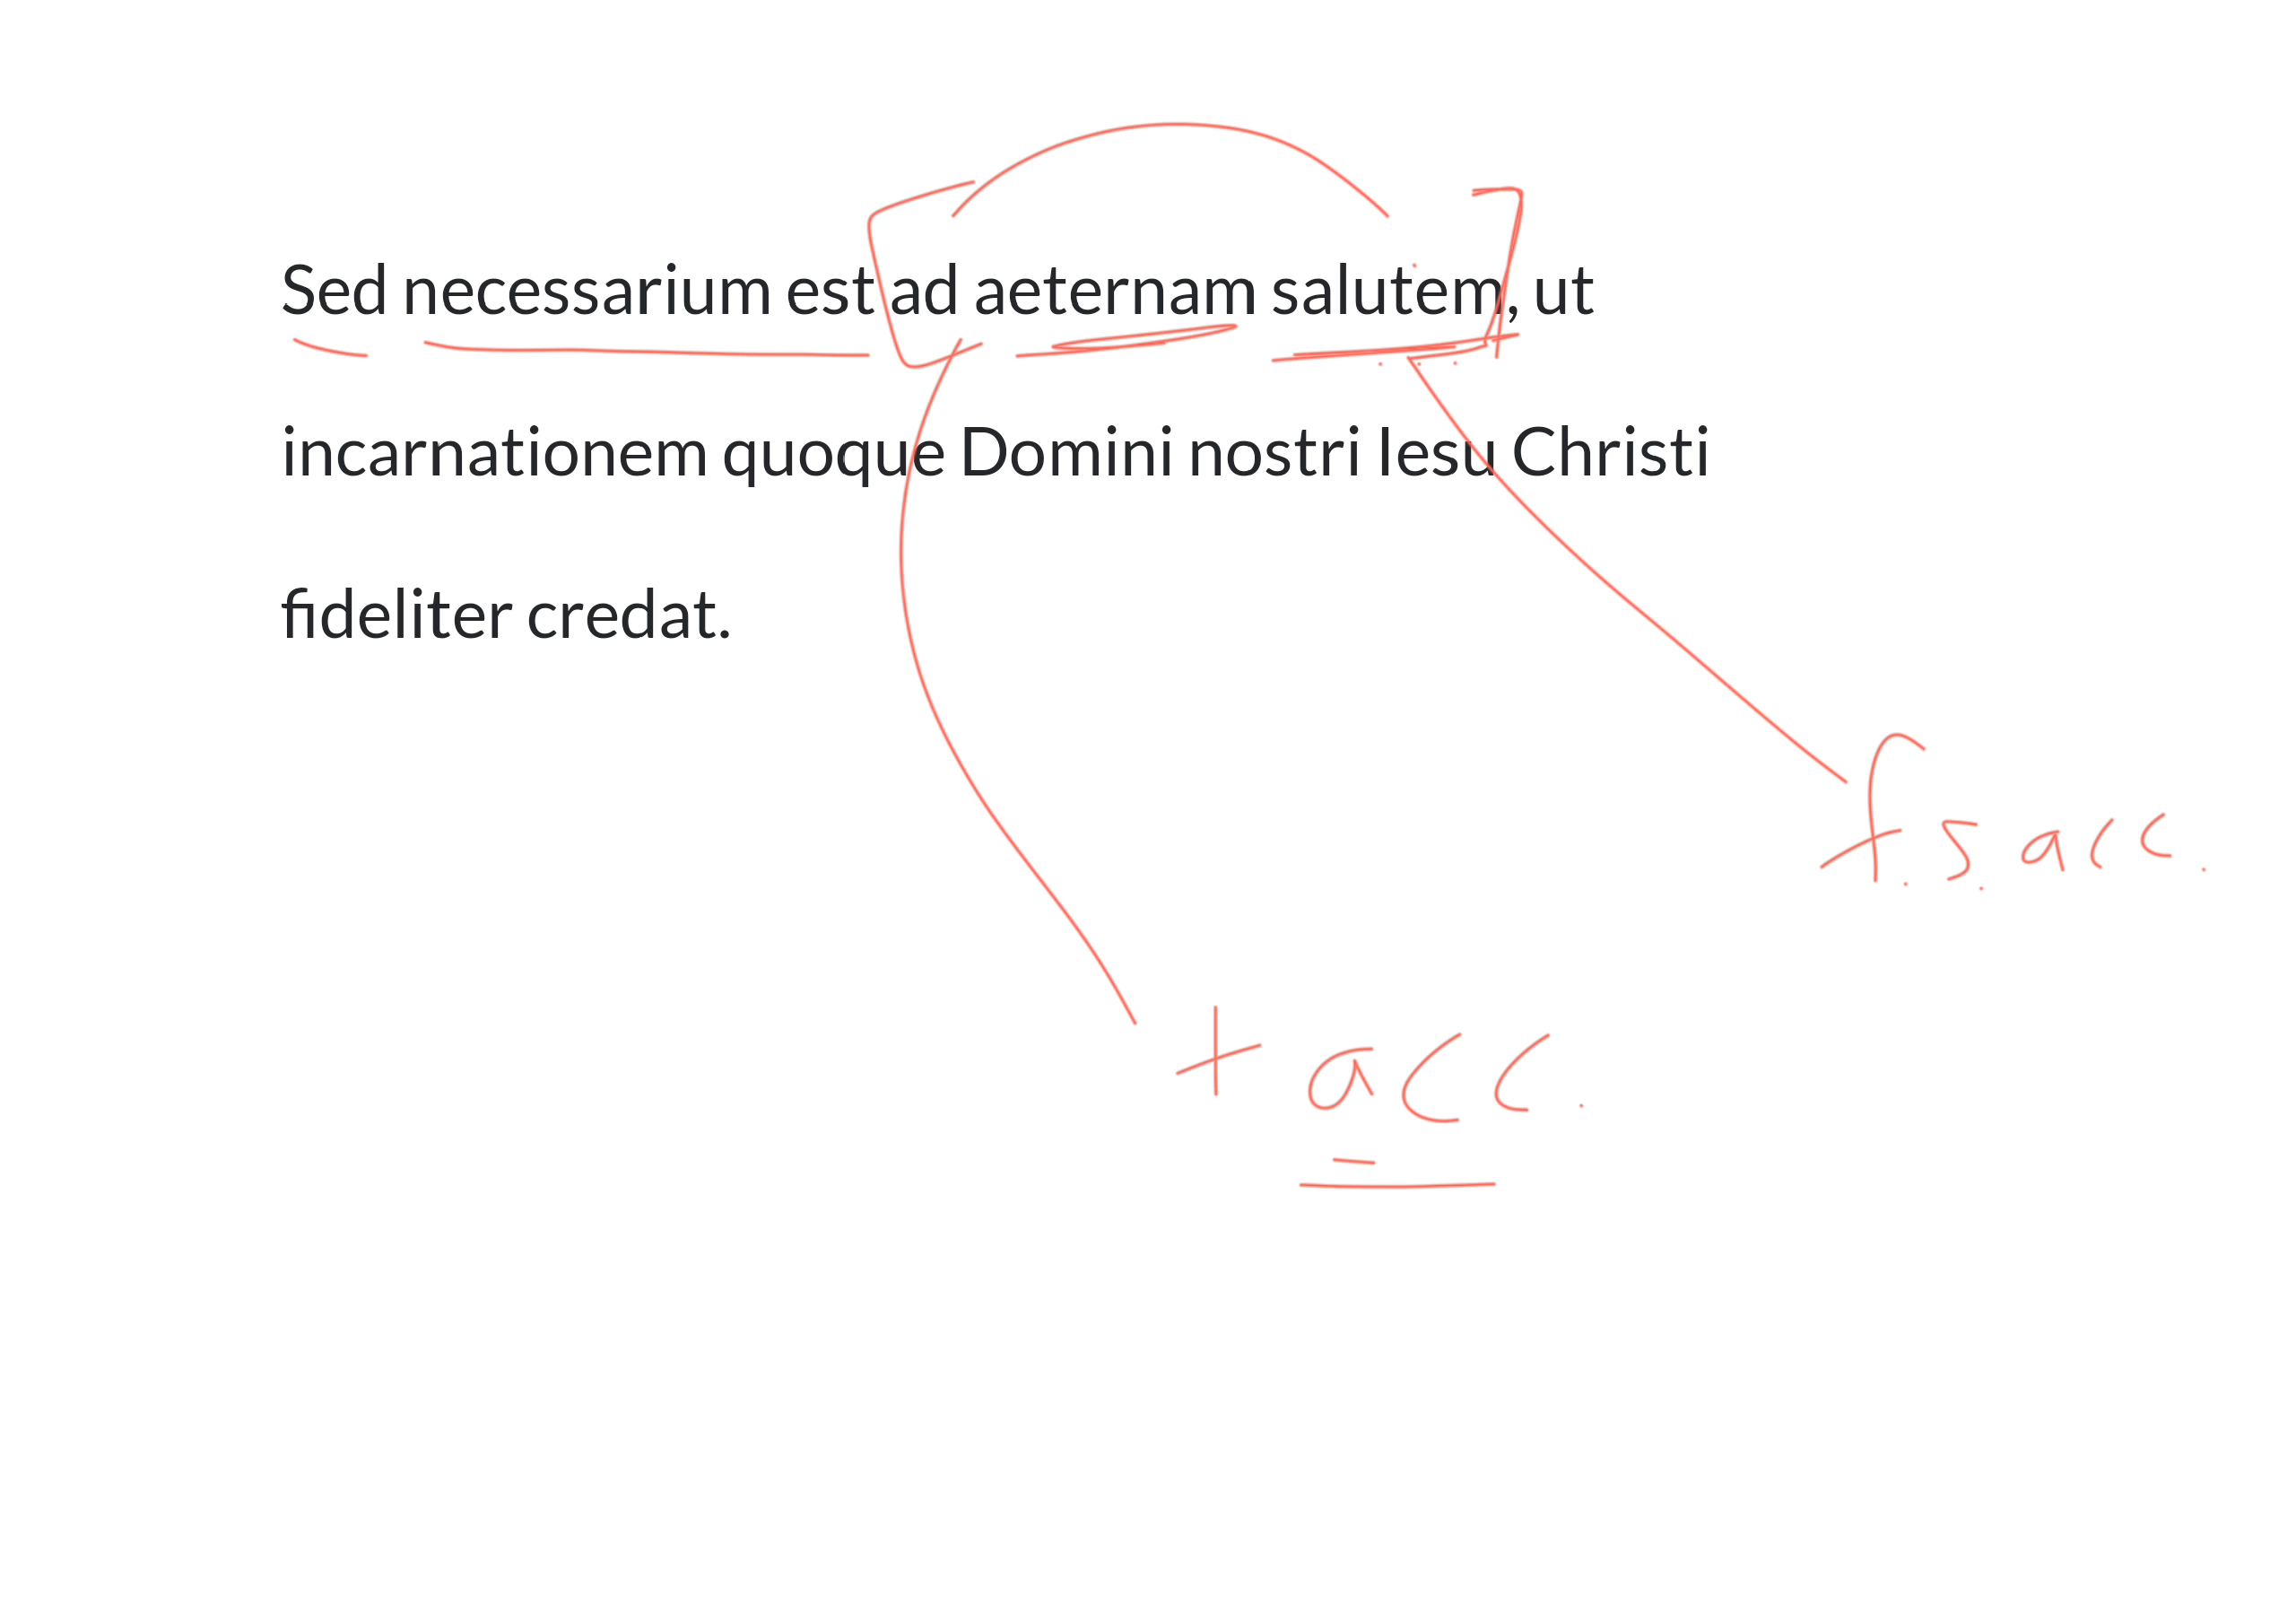 Sed necessarium est ad aeternam salutem, ut
incarnationem quoque Domini nostri Iesu Christi
fideliter credat.
f. s. acc.
+ acc.